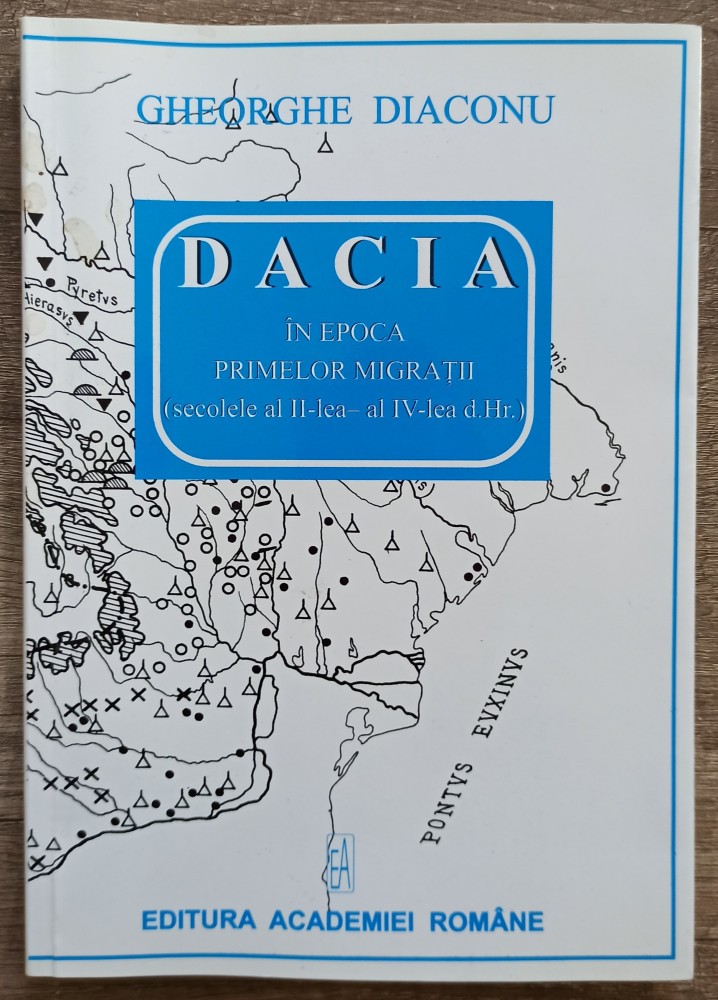 GHEORGHE DIACONU
DACIA
ÎN EPOCA
PRIMELOR MIGRAȚII
(secolele al II-lea– al IV-lea d.Hr.)
Pyretvs
Hierasvs
PONTVS EVXINVS
EA
EDITURA ACADEMIEI ROMÂNE